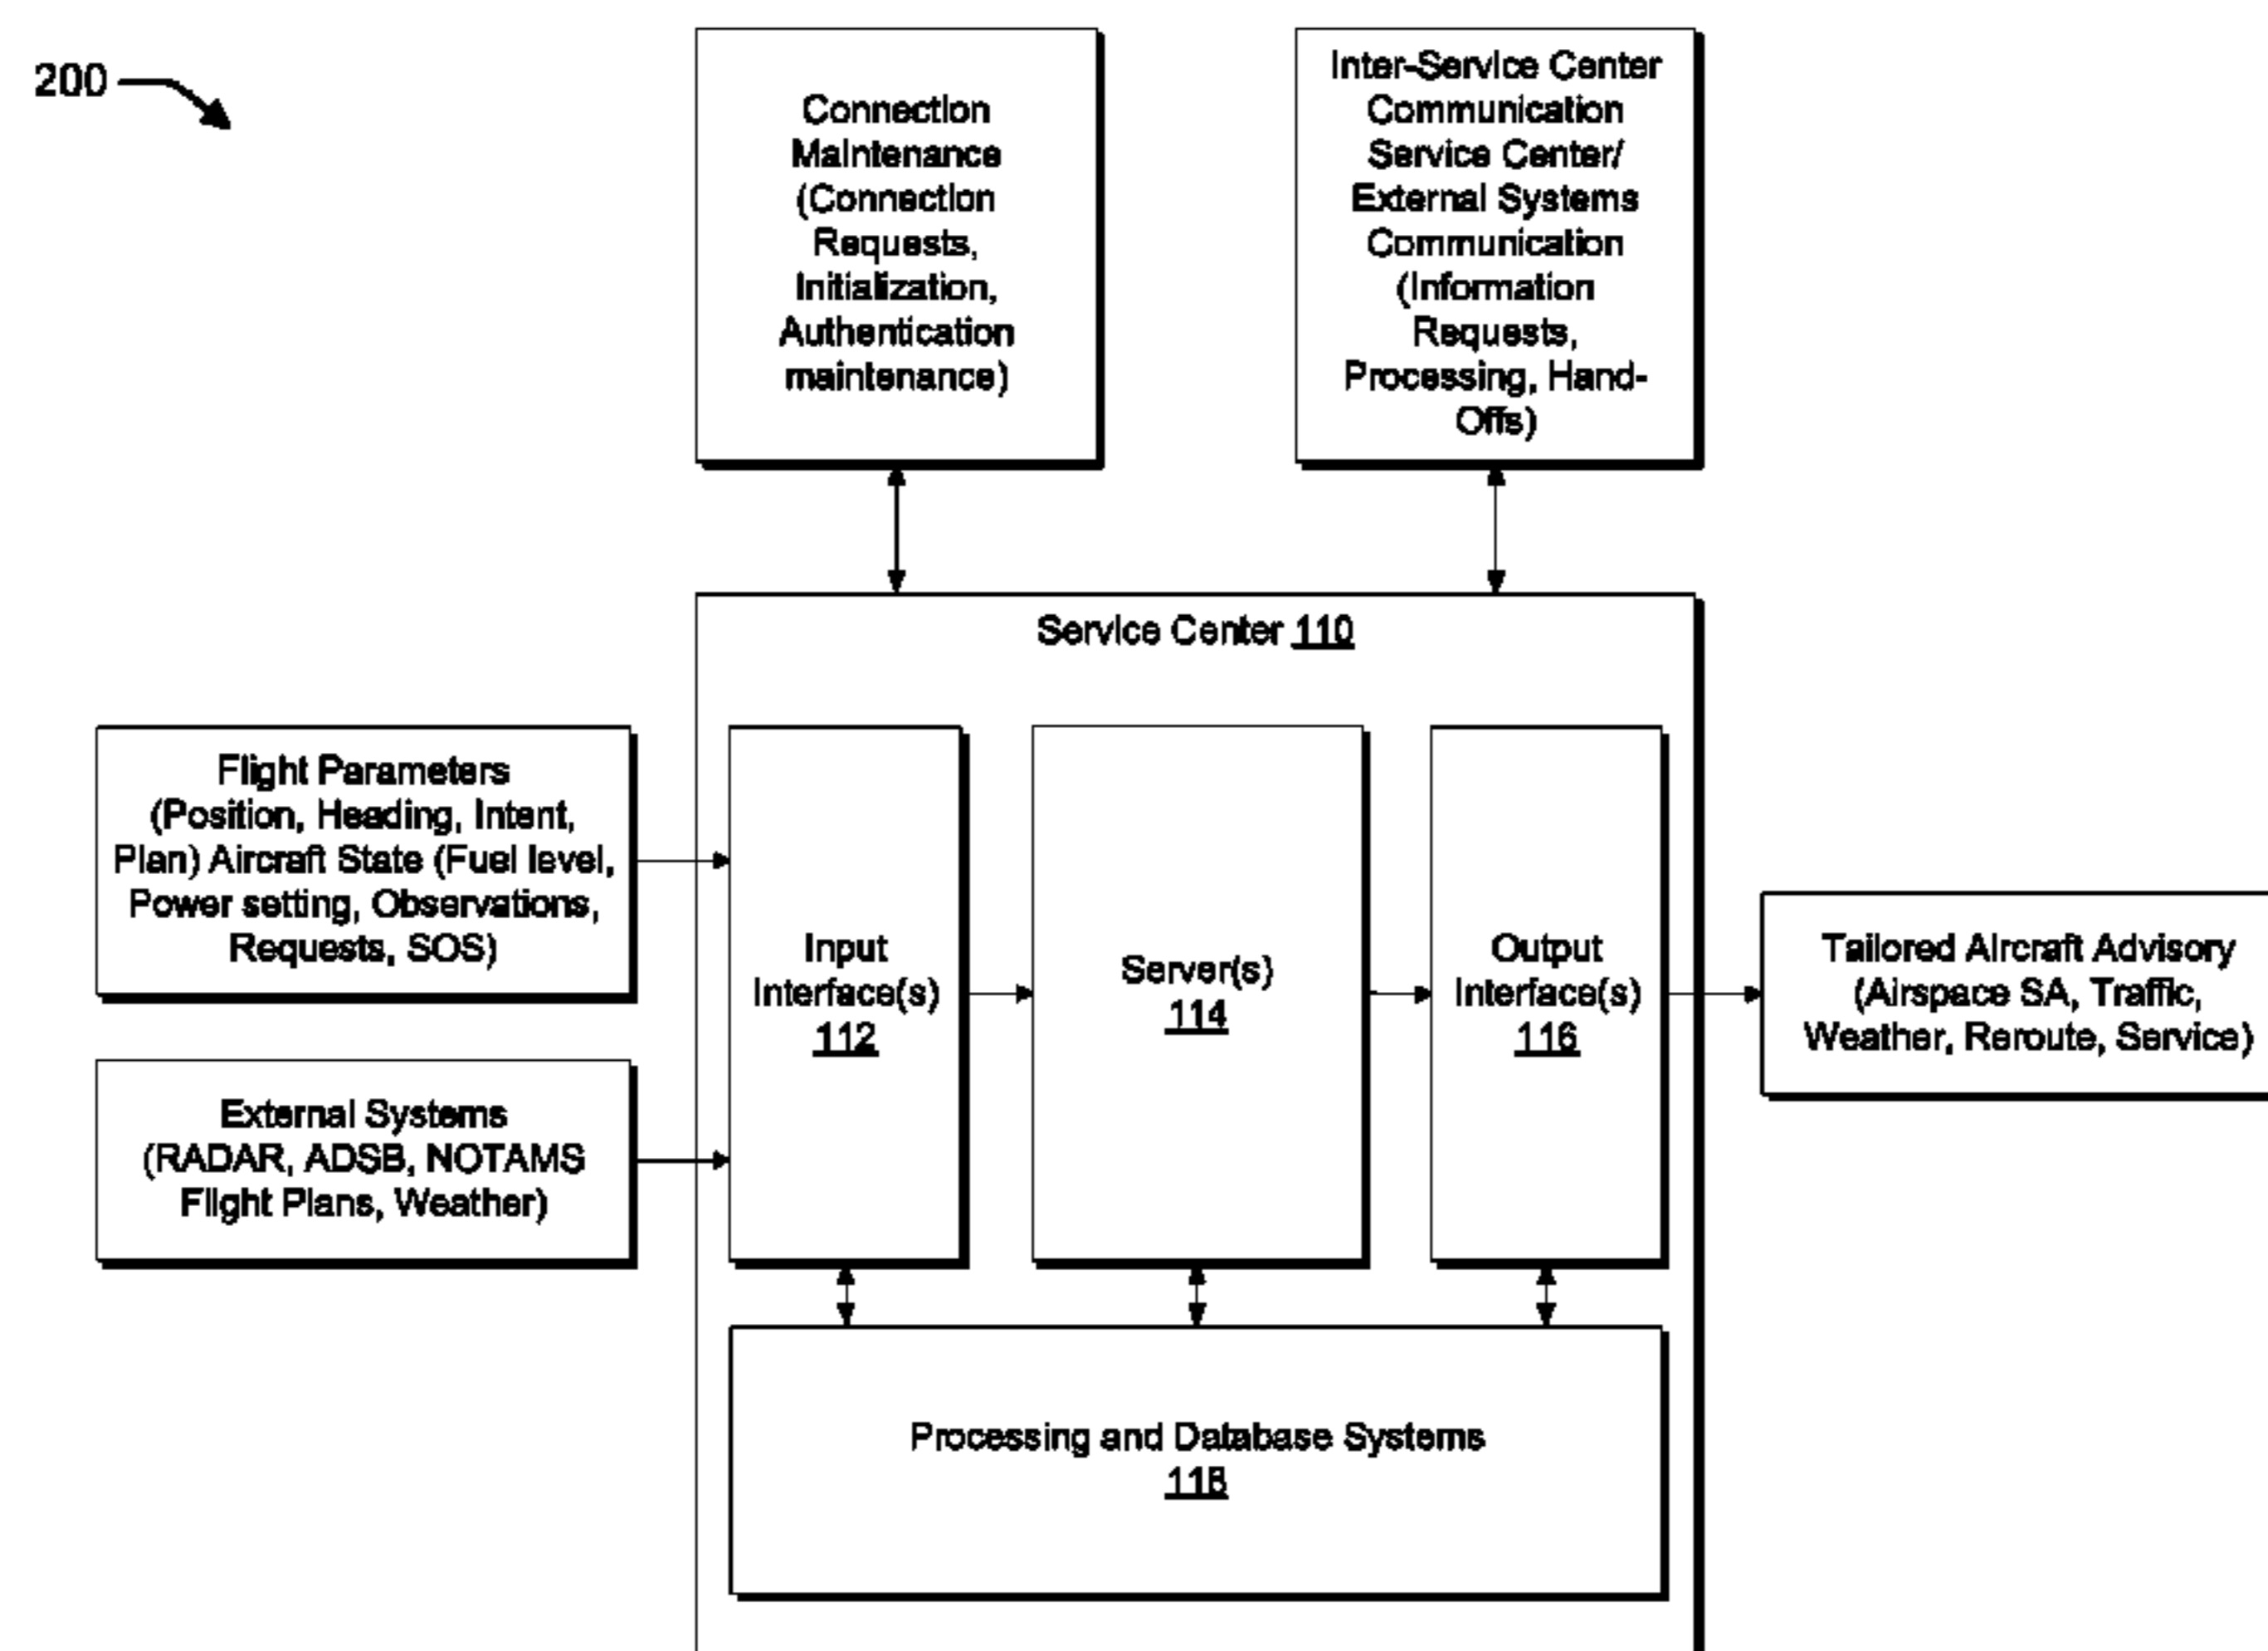 200
Connection
Maintenance
(Connection
Requests,
Initialization,
Authentication
maintenance)
Inter-Service Center
Communication
Service Center/
External Systems
Communication
(Information
Requests,
Processing, Hand-
Offs)
Service Center 110
Flight Parameters
(Position, Heading, Intent,
Plan) Aircraft State (Fuel level,
Power setting, Observations,
Requests, SOS)
External Systems
(RADAR, ADSB, NOTAMS
Flight Plans, Weather)
Input
Interface(s)
112
Server(s)
114
Output
Interface(s)
116
Tailored Aircraft Advisory
(Airspace SA, Traffic,
Weather, Reroute, Service)
Processing and Database Systems
118